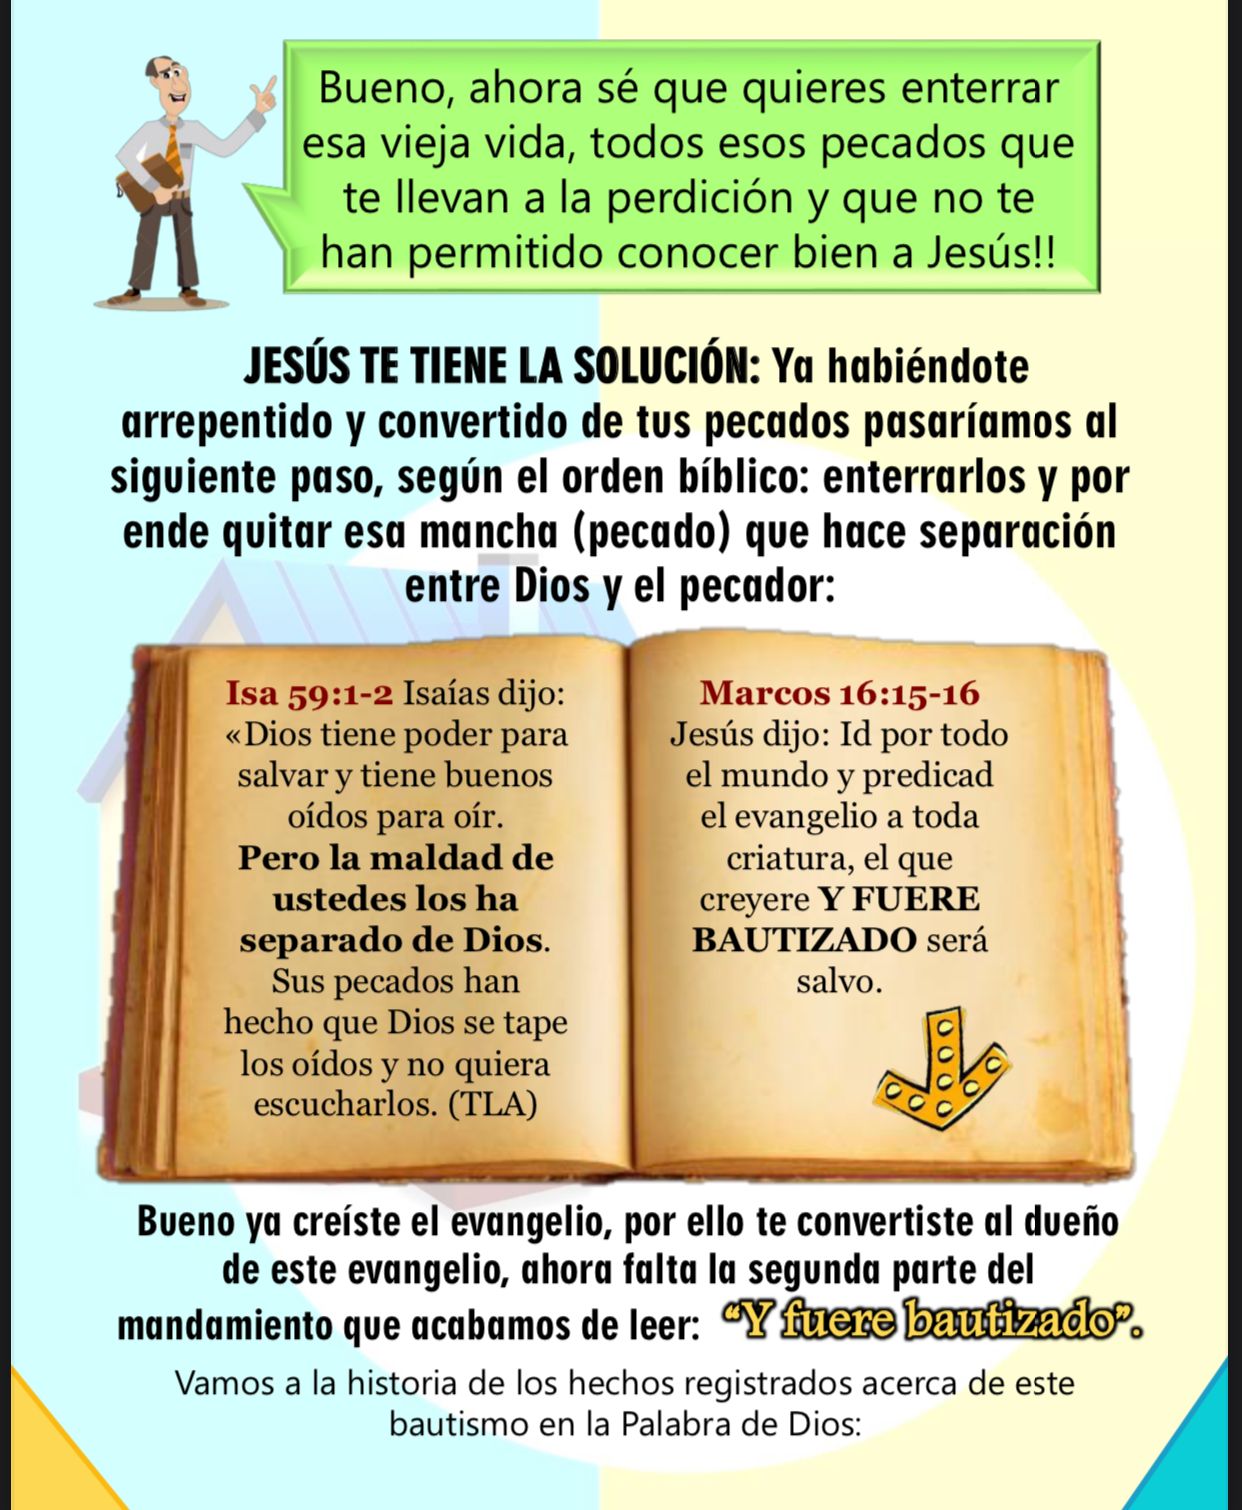 Bueno, ahora sé que quieres enterrar
esa vieja vida, todos esos pecados que
te llevan a la perdición y que no te
han permitido conocer bien a Jesús!!
JESÚS TE TIENE LA SOLUCIÓN: Ya habiéndote
arrepentido y convertido de tus pecados pasaríamos al
siguiente paso, según el orden bíblico: enterrarlos y por
ende quitar esa mancha (pecado) que hace separación
entre Dios y el pecador:
Isa 59:1-2 Isaías dijo:
«Dios tiene poder para
salvar y tiene buenos
oídos para oír.
Pero la maldad de
ustedes los ha
separado de Dios.
Sus pecados han
hecho que Dios se tape
los oídos y no quiera
escucharlos. (TLA)
Marcos 16:15-16
Jesús dijo: Id por todo
el mundo y predicad
el evangelio a toda
criatura, el que
creyere Y FUERE
BAUTIZADO será
salvo.
Bueno ya creíste el evangelio, por ello te convertiste al dueño
de este evangelio, ahora falta la segunda parte del
mandamiento que acabamos de leer: “Y fuere bautizado”.
Vamos a la historia de los hechos registrados acerca de este
bautismo en la Palabra de Dios: